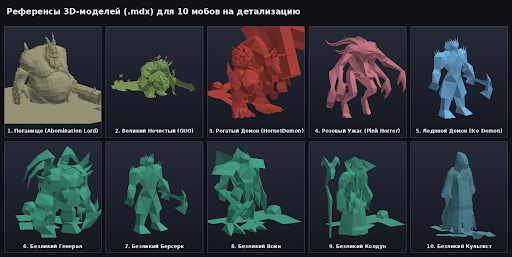 Референсы 3D-моделей (.mdx) для 10 мобов на детализацию
1. Поганище (Abomination Lord)
2. Великий Нечистый (GUO)
3. Рогатый Демон (HornetDemon)
4. Розовый Ужас (Pink Horror)
5. Ледяной Демон (Ice Demon)
6. Безликий Генерал
7. Безликий Берсерк
8. Безликий Воин
9. Безликий Колдун
10. Безликий Культист